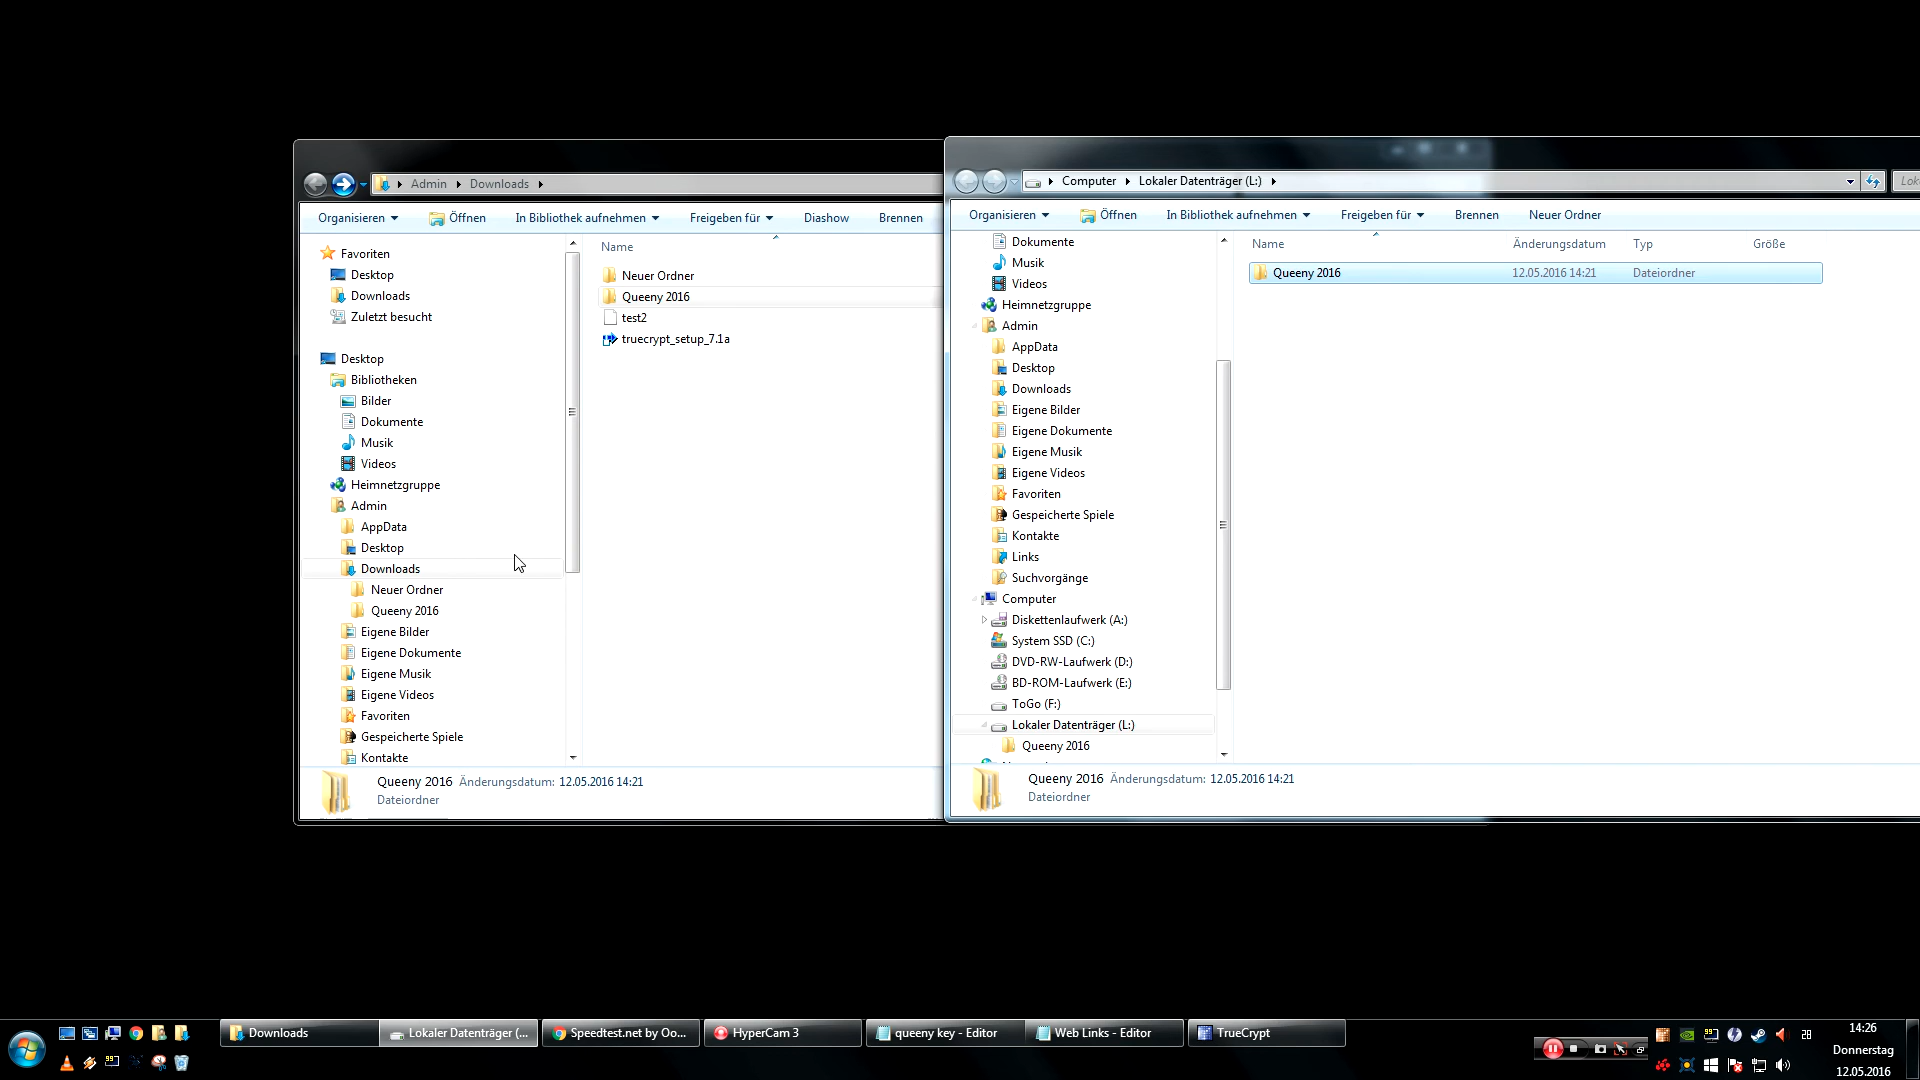 Admin
Downloads
Organisieren
Öffnen
In Bibliothek aufnehmen
Freigeben für
Diashow
Brennen
Favoriten
Desktop
Downloads
Zuletzt besucht
Desktop
Bibliotheken
Bilder
Dokumente
Musik
Videos
Heimnetzgruppe
Admin
AppData
Desktop
Downloads
Neuer Ordner
Queeny 2016
Eigene Bilder
Eigene Dokumente
Eigene Musik
Eigene Videos
Favoriten
Gespeicherte Spiele
Kontakte
Name
Neuer Ordner
Queeny 2016
test2
truecrypt_setup_7.1a
Queeny 2016 Änderungsdatum: 12.05.2016 14:21
Dateiordner
Computer
Lokaler Datenträger (L:)
Organisieren
Öffnen
In Bibliothek aufnehmen
Freigeben für
Brennen
Neuer Ordner
Dokumente
Musik
Videos
Heimnetzgruppe
Admin
AppData
Desktop
Downloads
Eigene Bilder
Eigene Dokumente
Eigene Musik
Eigene Videos
Favoriten
Gespeicherte Spiele
Kontakte
Links
Suchvorgänge
Computer
Diskettenlaufwerk (A:)
System SSD (C:)
DVD-RW-Laufwerk (D:)
BD-ROM-Laufwerk (E:)
ToGo (F:)
Lokaler Datenträger (L:)
Queeny 2016
Name Änderungsdatum Typ Größe
Queeny 2016 12.05.2016 14:21 Dateiordner
Queeny 2016 Änderungsdatum: 12.05.2016 14:21
Dateiordner
Downloads
Lokaler Datenträger (...
Speedtest.net by Oo...
HyperCam 3
queeny key - Editor
Web Links - Editor
TrueCrypt
28
14:26
Donnerstag
12.05.2016